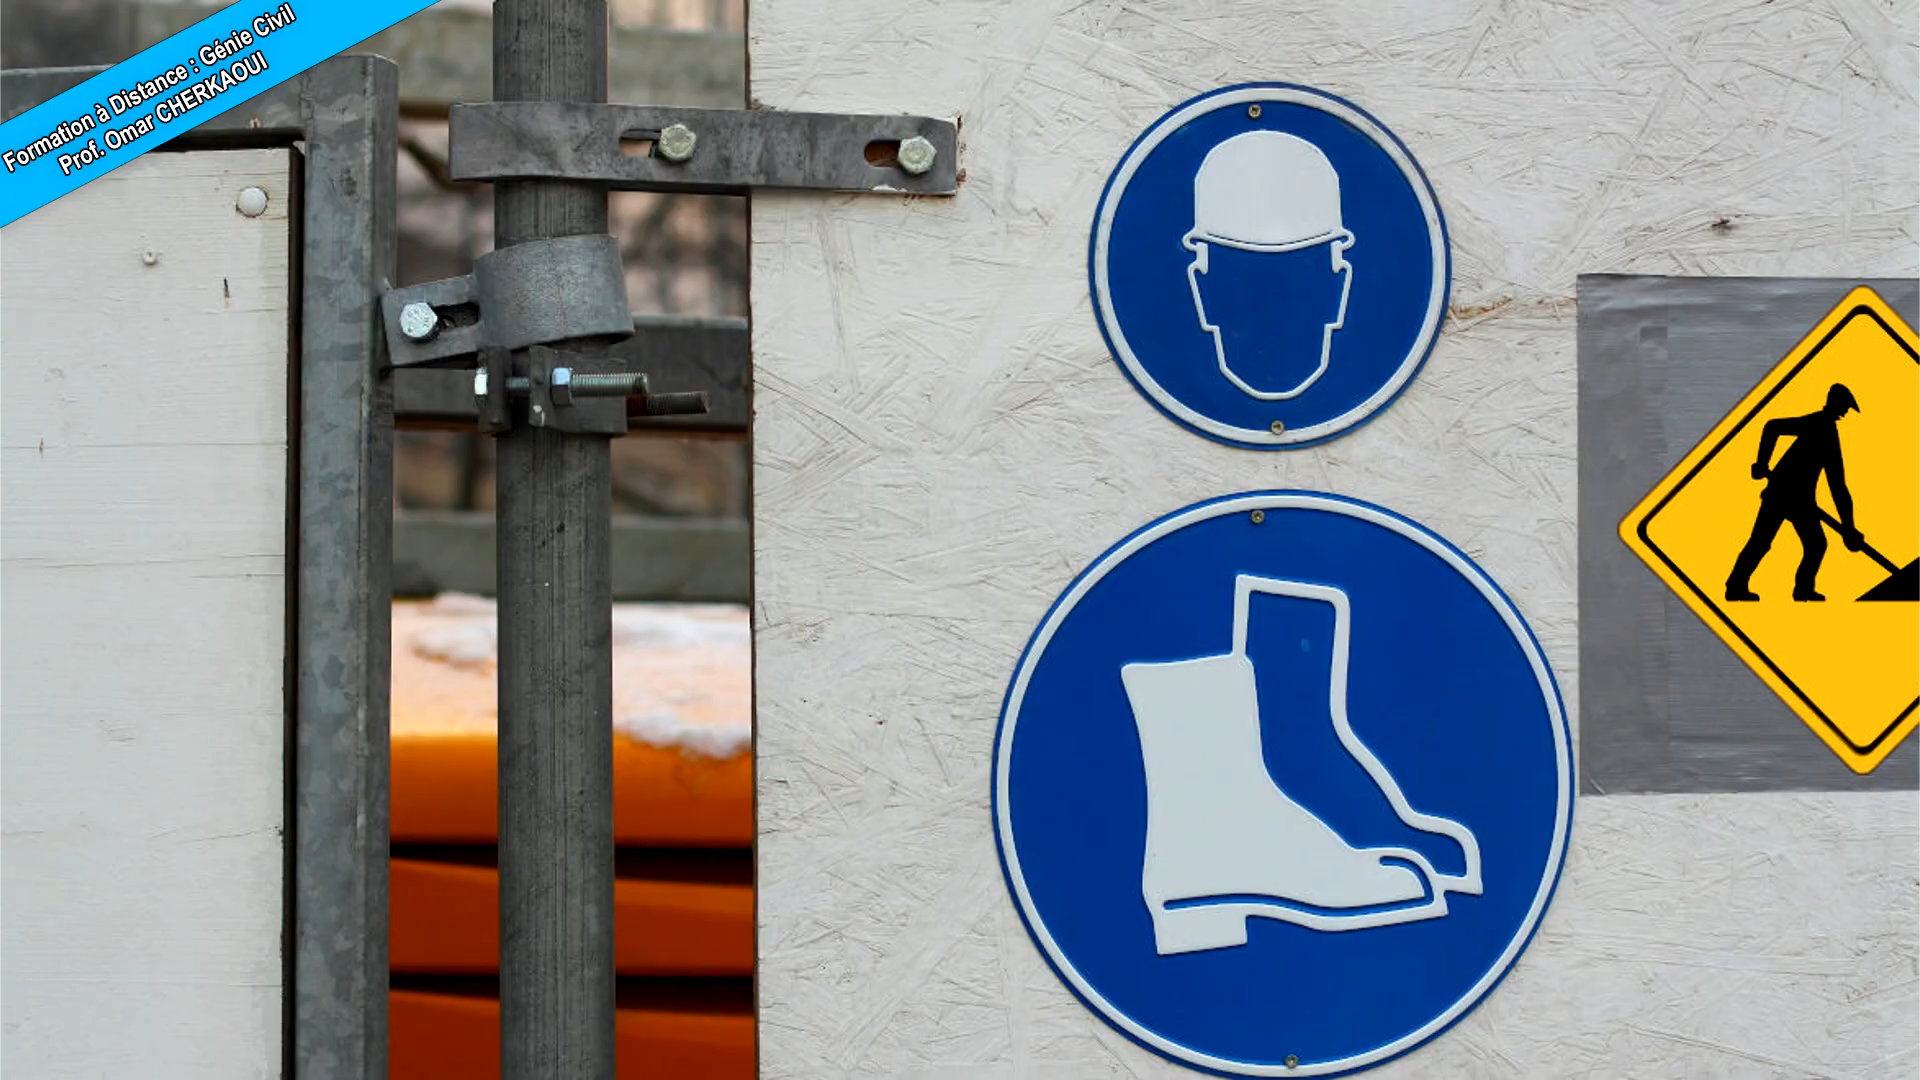 Formation à Distance : Génie Civil
Prof. Omar CHERKAOUI